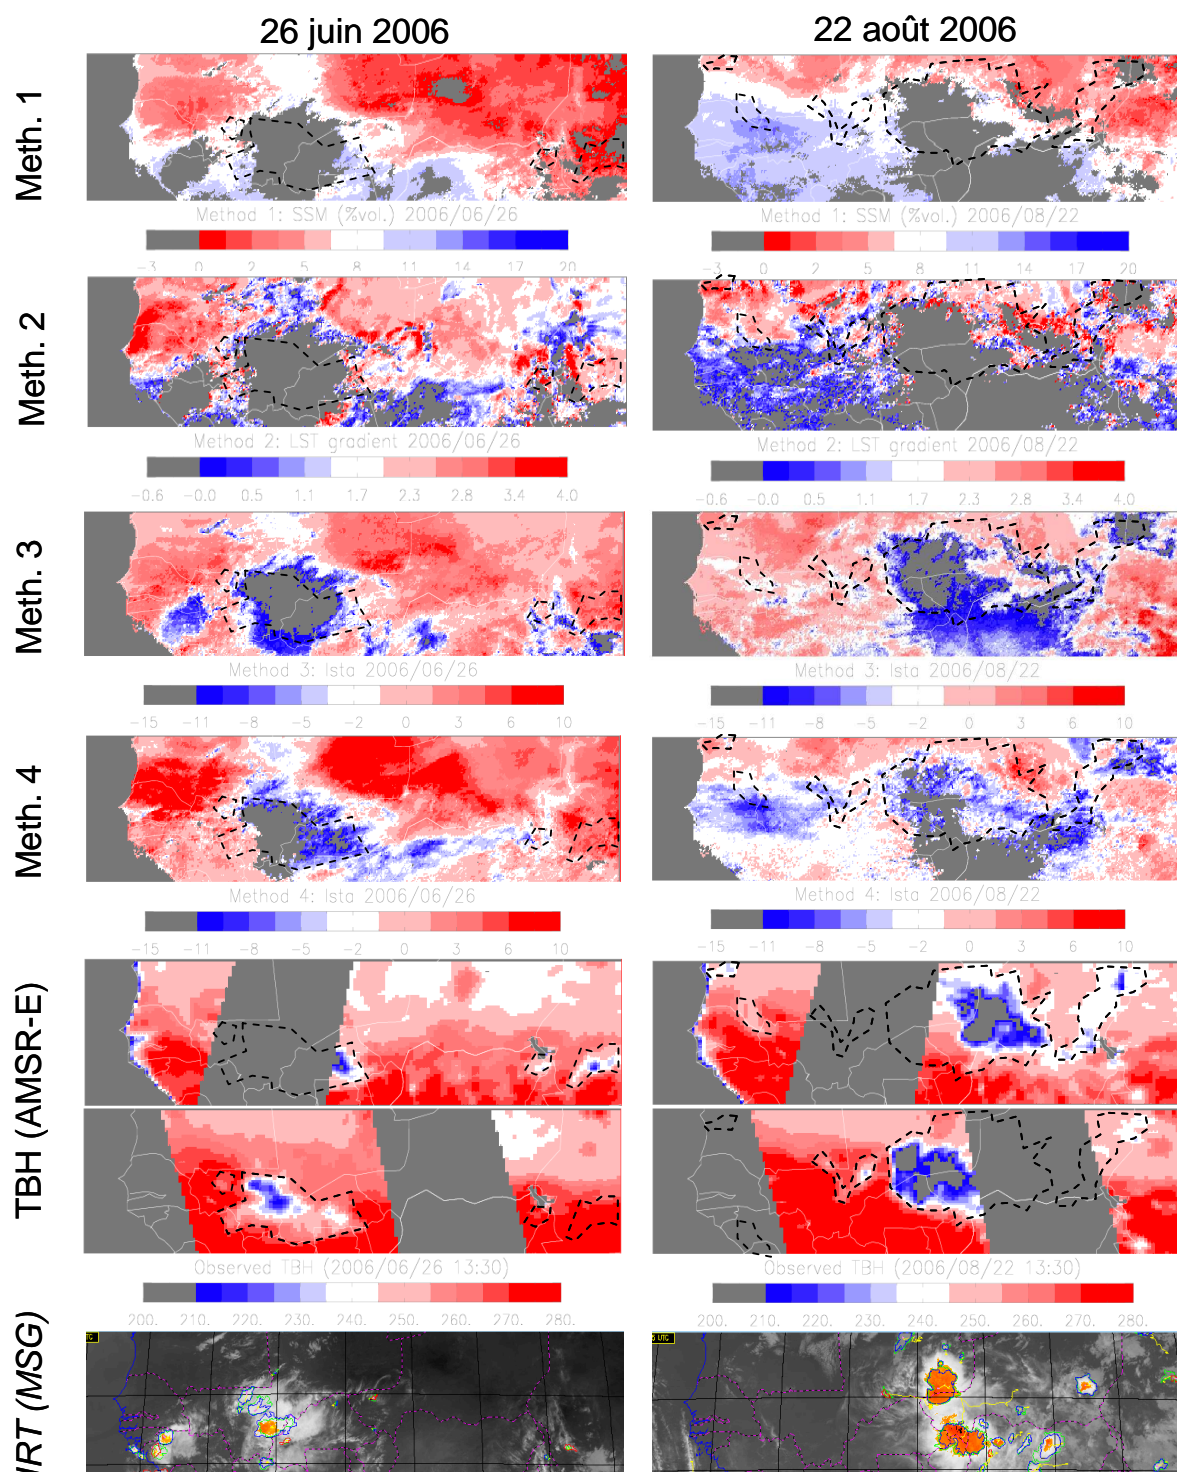 26 juin 2006
22 août 2006
Meth. 1
Method 1: SSM (%vol.) 2006/06/26
-3 0 2 5 8 11 14 17 20
Method 1: SSM (%vol.) 2006/08/22
-3 0 2 5 8 11 14 17 20
Meth. 2
Method 2: LST gradient 2006/06/26
-0.6 -0.0 0.5 1.1 1.7 2.3 2.8 3.4 4.0
Method 2: LST gradient 2006/08/22
-0.6 -0.0 0.5 1.1 1.7 2.3 2.8 3.4 4.0
Meth. 3
Method 3: lsta 2006/06/26
-15 -11 -8 -5 -2 0 3 6 10
Method 3: lsta 2006/08/22
-15 -11 -8 -5 -2 0 3 6 10
Meth. 4
Method 4: lsta 2006/06/26
-15 -11 -8 -5 -2 0 3 6 10
Method 4: lsta 2006/08/22
-15 -11 -8 -5 -2 0 3 6 10
TBH (AMSR-E)
Observed TBH (2006/06/26 13:30)
200. 210. 220. 230. 240. 250. 260. 270. 280.
Observed TBH (2006/08/22 13:30)
200. 210. 220. 230. 240. 250. 260. 270. 280.
IRT (MSG)
TC
UTC